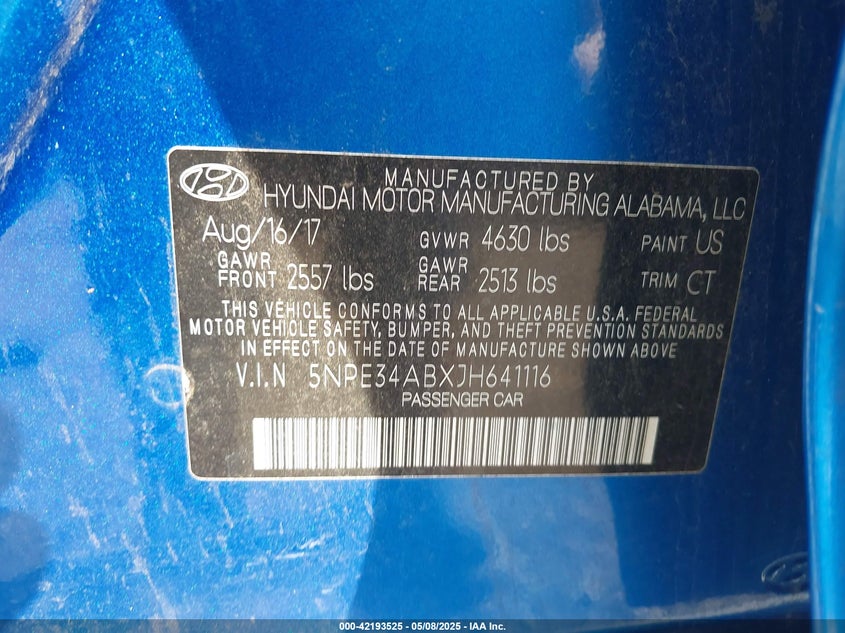 MANUFACTURED BY
HYUNDAI MOTOR MANUFACTURING ALABAMA, LLC
Aug/16/17 GVWR 4630 lbs PAINT US
GAWR FRONT 2557 lbs GAWR REAR 2513 lbs TRIM CT
THIS VEHICLE CONFORMS TO ALL APPLICABLE U.S.A. FEDERAL
MOTOR VEHICLE SAFETY, BUMPER, AND THEFT PREVENTION STANDARDS
IN EFFECT ON THE DATE OF MANUFACTURE SHOWN ABOVE
V.I.N 5NPE34ABXJH641116
PASSENGER CAR
000-42193525 - 05/08/2025 - IAA Inc.